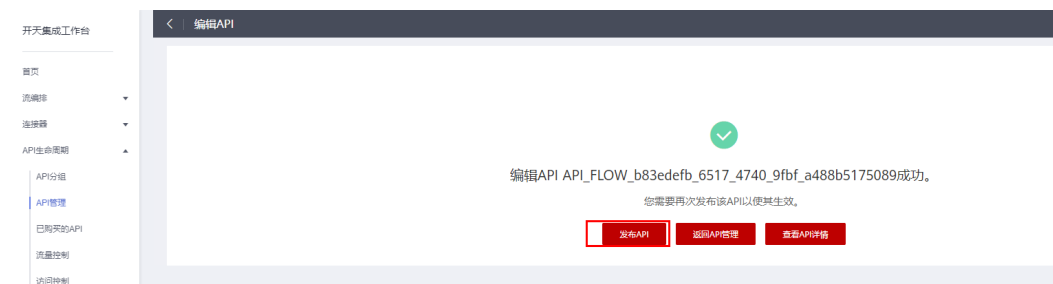 开天集成工作台
编辑API
首页
流编排
连接器
API生命周期
API分组
API管理
已购买的API
流量控制
访问控制
编辑API API_FLOW_b83edefb_6517_4740_9fbf_a488b5175089成功。
您需要再次发布该API以使其生效。
发布API
返回API管理
查看API详情